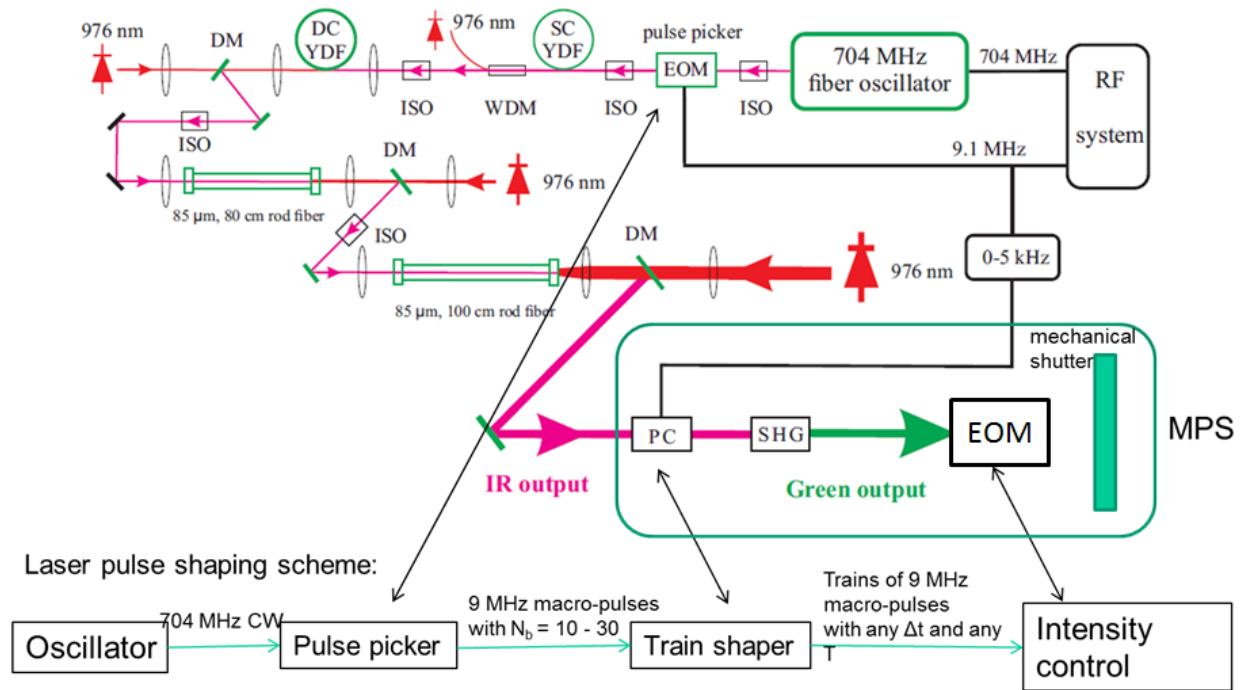 976 nm
DM
DC
YDF
976 nm
SC
YDF
pulse picker
EOM
704 MHz
fiber oscillator
704 MHz
RF
system
ISO
WDM
ISO
ISO
9.1 MHz
ISO
DM
976 nm
85 µm, 80 cm rod fiber
ISO
DM
0-5 kHz
976 nm
85 µm, 100 cm rod fiber
mechanical
shutter
PC
SHG
EOM
MPS
IR output
Green output
Laser pulse shaping scheme:
704 MHz CW
9 MHz macro-pulses
with Nb = 10 - 30
Trains of 9 MHz
macro-pulses
with any Δt and any
T
Oscillator
Pulse picker
Train shaper
Intensity
control